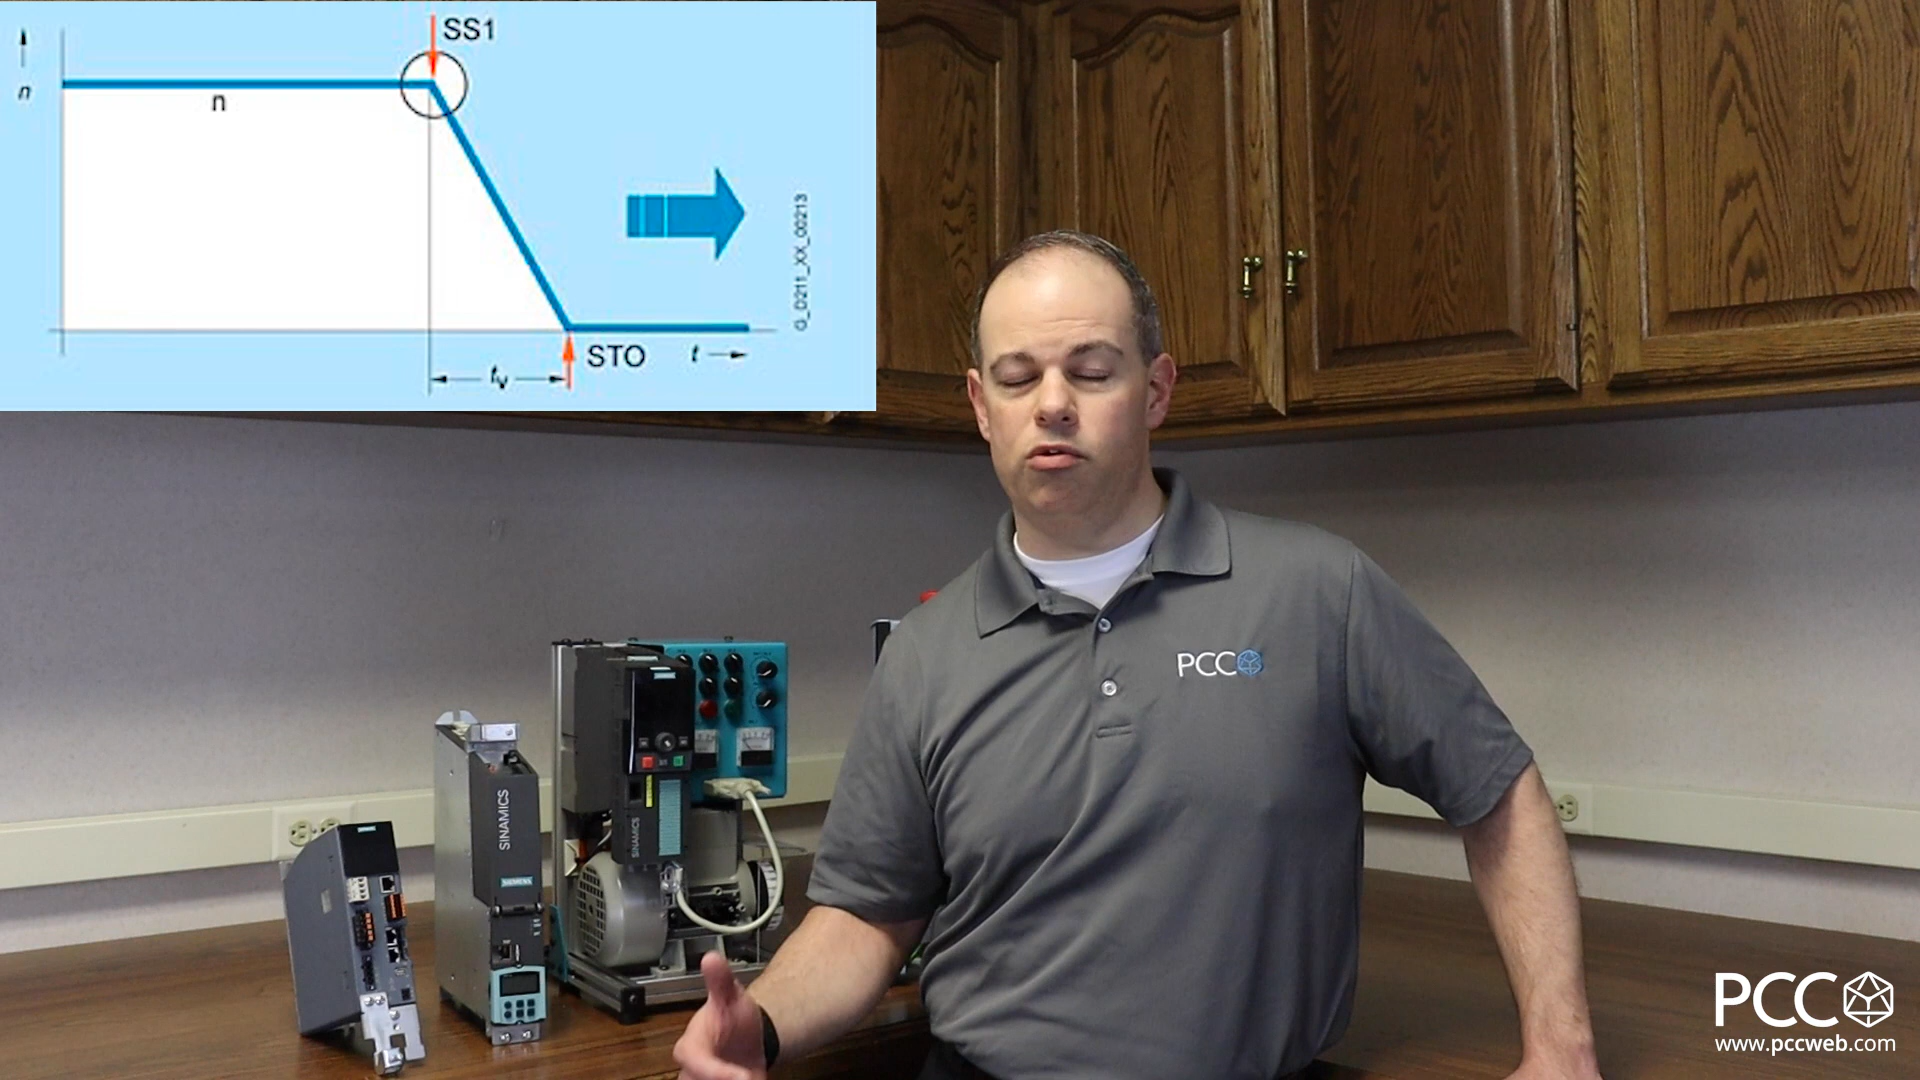 SS1
n
n
G_D211_XX_00213
STO
t
tv
PCC
SINAMICS
SIEMENS
SINAMICS
PCC
www.pccweb.com